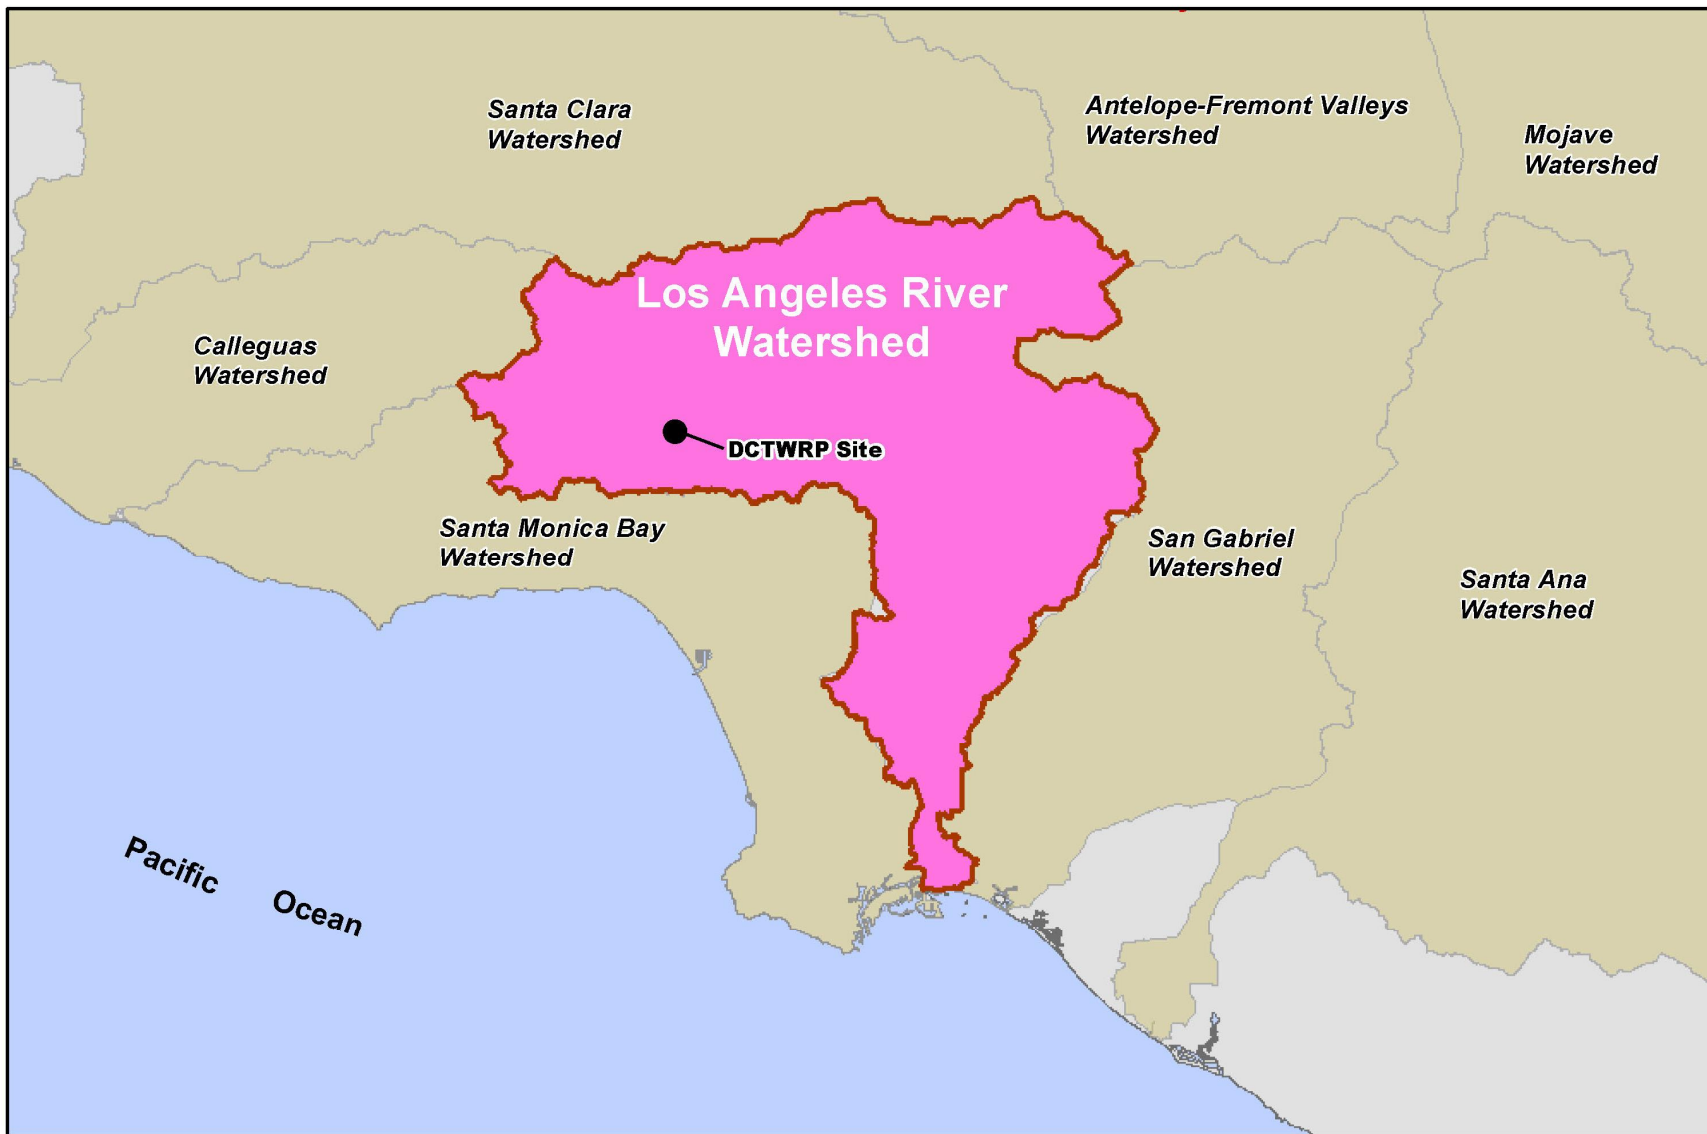 Santa Clara
Watershed
Antelope-Fremont Valleys
Watershed
Mojave
Watershed
Los Angeles River
Watershed
Calleguas
Watershed
DCTWRP Site
Santa Monica Bay
Watershed
San Gabriel
Watershed
Santa Ana
Watershed
Pacific Ocean